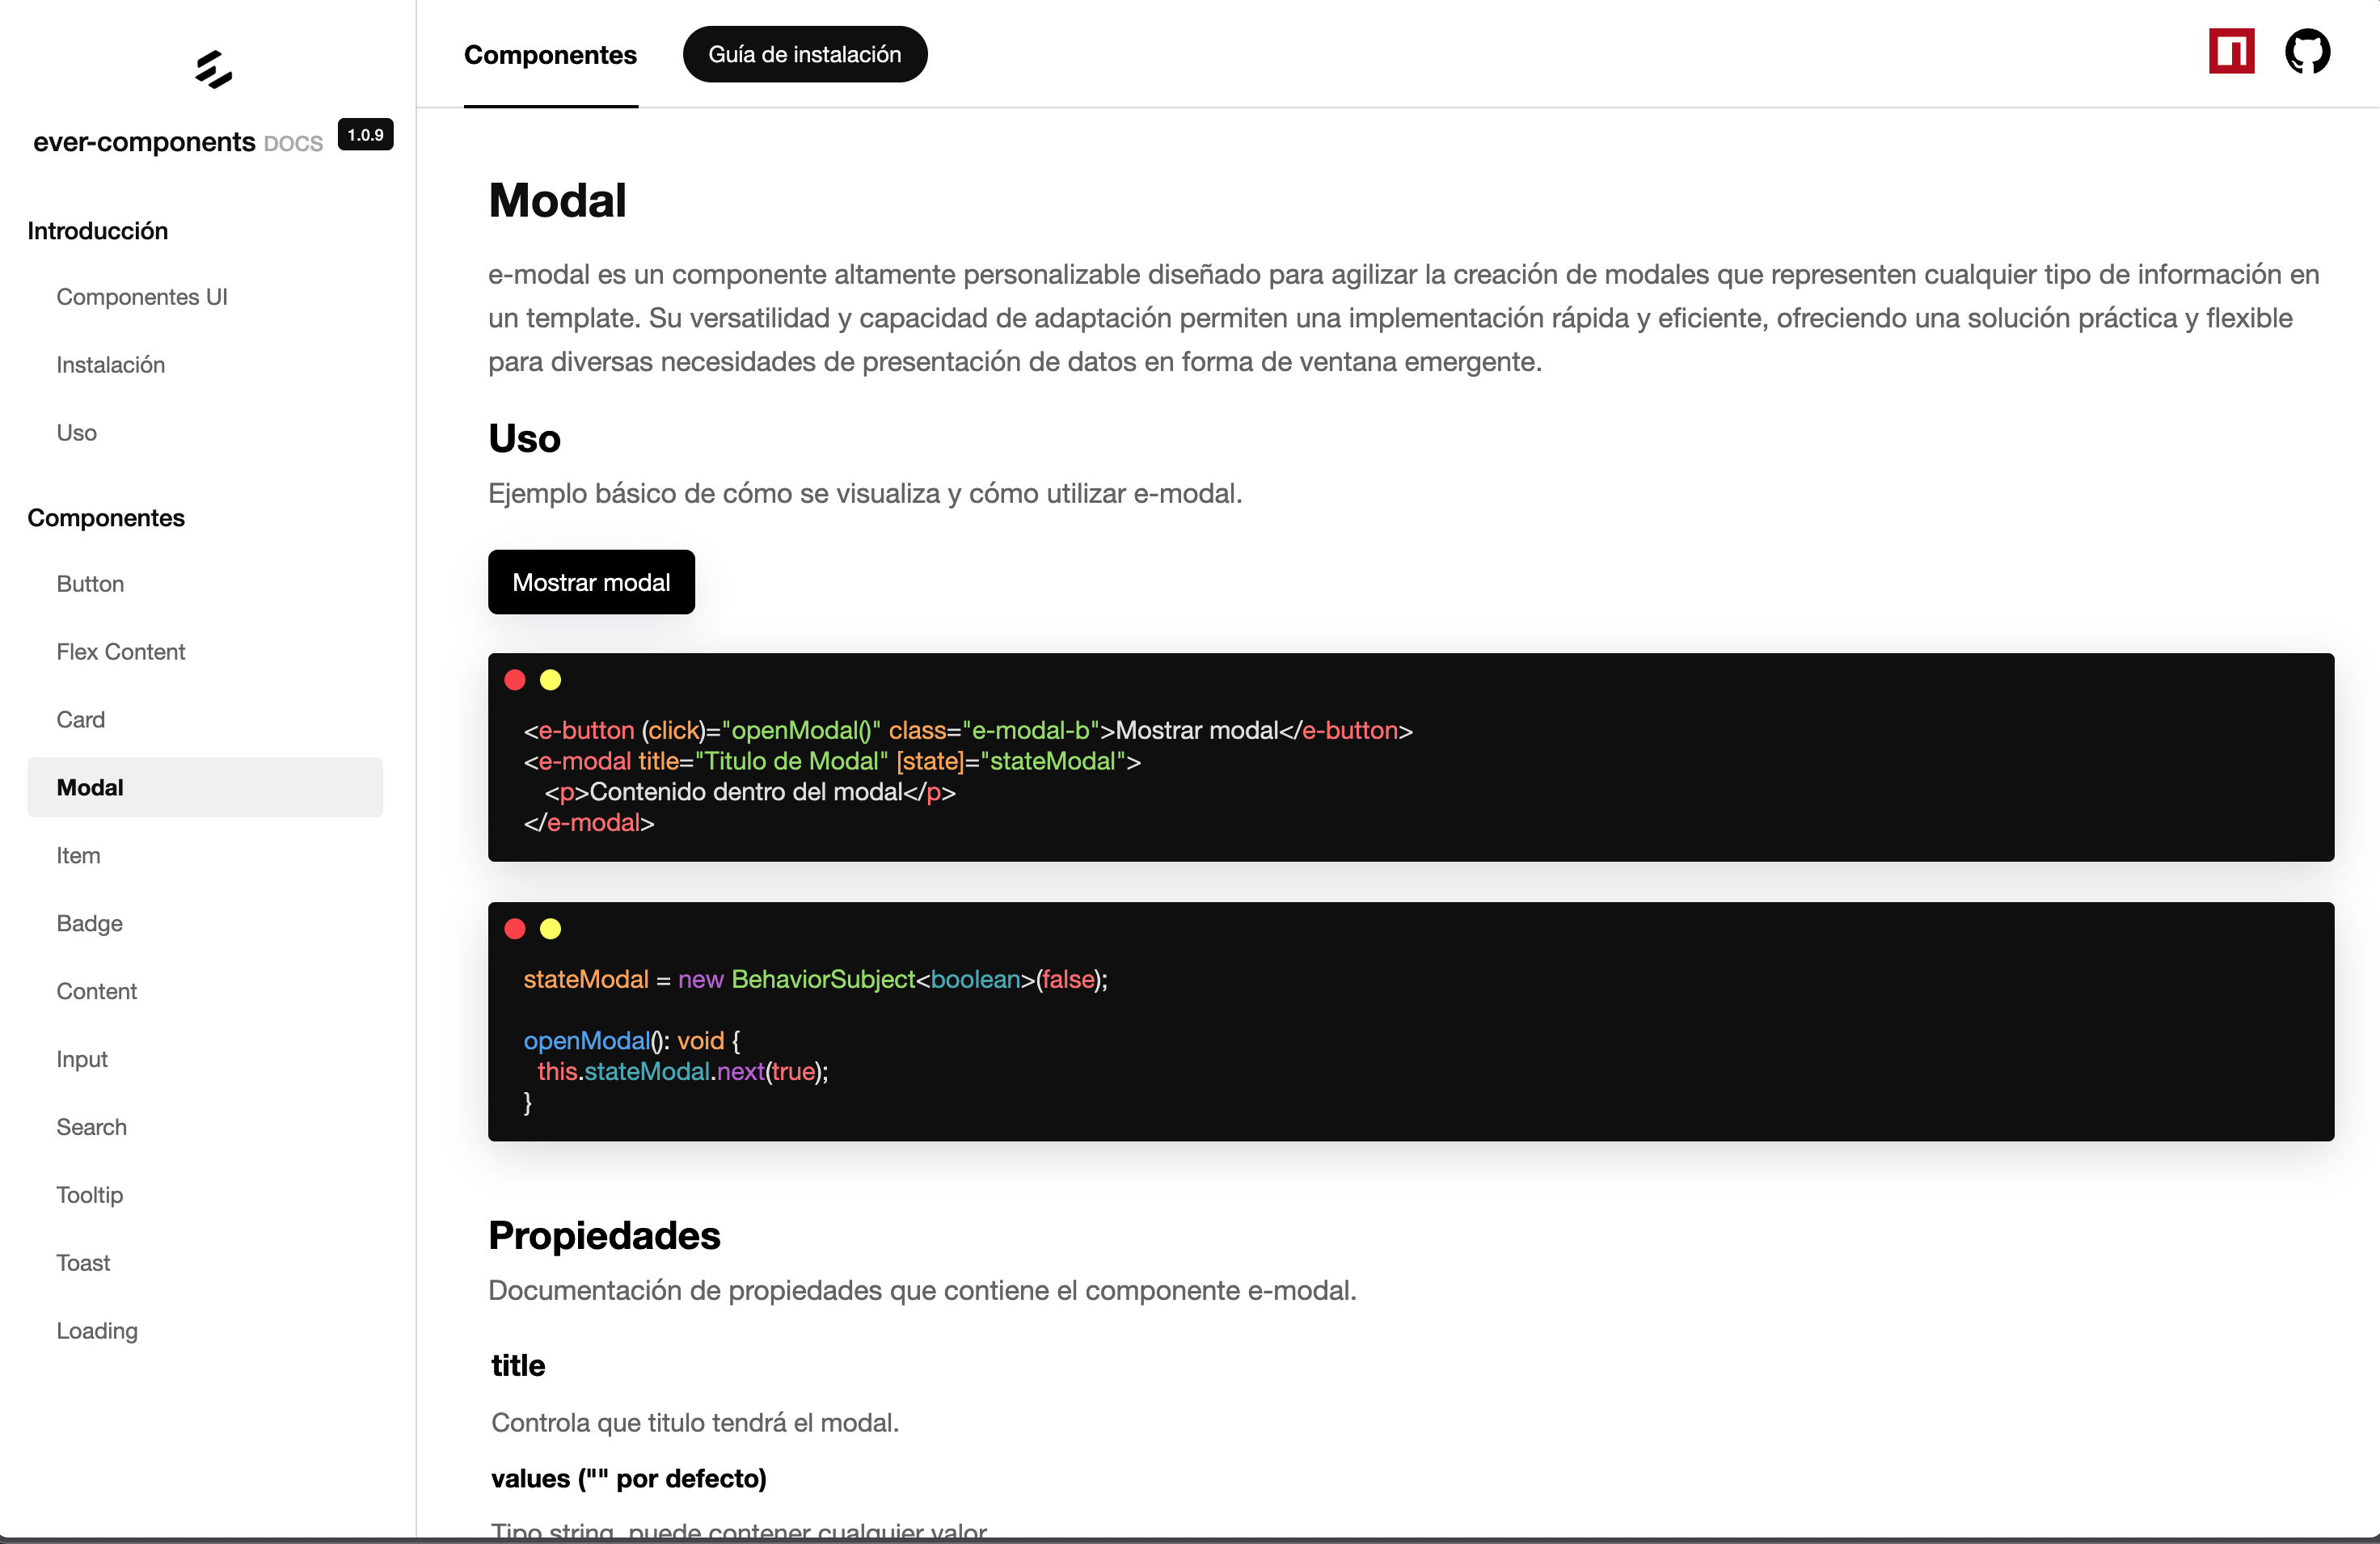 ever-components DOCS 1.0.9
Introducción
Componentes UI
Instalación
Uso
Componentes
Button
Flex Content
Card
Modal
Item
Badge
Content
Input
Search
Tooltip
Toast
Loading
Componentes
Guía de instalación
Modal
e-modal es un componente altamente personalizable diseñado para agilizar la creación de modales que representen cualquier tipo de información en
un template. Su versatilidad y capacidad de adaptación permiten una implementación rápida y eficiente, ofreciendo una solución práctica y flexible
para diversas necesidades de presentación de datos en forma de ventana emergente.
Uso
Ejemplo básico de cómo se visualiza y cómo utilizar e-modal.
Mostrar modal
<e-button (click)="openModal()" class="e-modal-b">Mostrar modal</e-button>
<e-modal title="Titulo de Modal" [state]="stateModal">
<p>Contenido dentro del modal</p>
</e-modal>
stateModal = new BehaviorSubject<boolean>(false);
openModal(): void {
this.stateModal.next(true);
}
Propiedades
Documentación de propiedades que contiene el componente e-modal.
title
Controla que titulo tendrá el modal.
values ("" por defecto)
Tipo string, puede contener cualquier valor